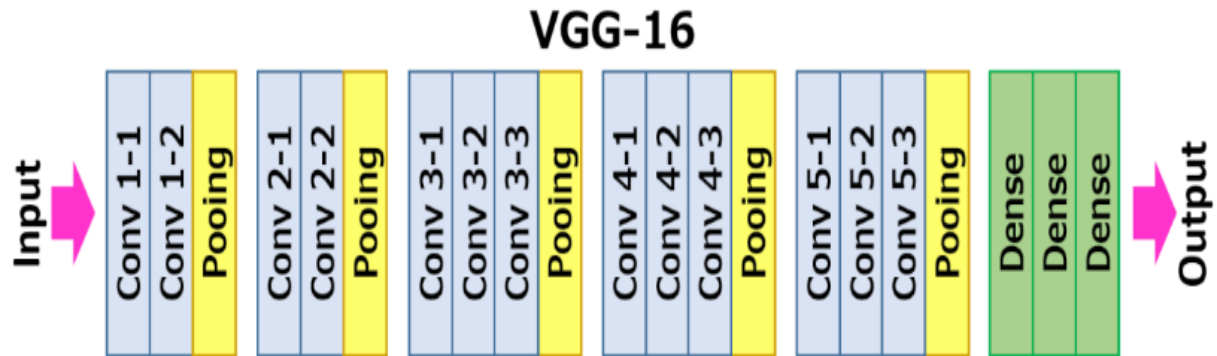 VGG-16
Input
Conv 1-1
Conv 1-2
Pooing
Conv 2-1
Conv 2-2
Pooing
Conv 3-1
Conv 3-2
Conv 3-3
Pooing
Conv 4-1
Conv 4-2
Conv 4-3
Pooing
Conv 5-1
Conv 5-2
Conv 5-3
Pooing
Dense
Dense
Dense
Output